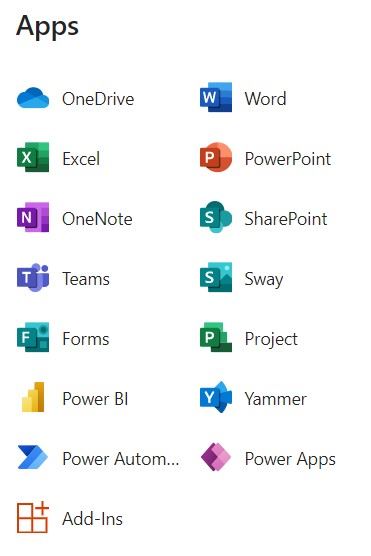 Apps
OneDrive
W Word
X Excel
P PowerPoint
N OneNote
S SharePoint
T Teams
S Sway
F Forms
P Project
Power BI
Y Yammer
Power Autom...
Power Apps
Add-Ins